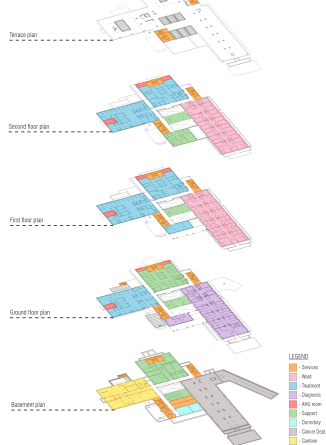 Terrace plan
Second floor plan
First floor plan
Ground floor plan
Basement plan
LEGEND
- Services
- Ward
- Treatment
- Diagnosis
- AHU room
- Support
- Dormitory
- Cancer Dept.
- Canteen